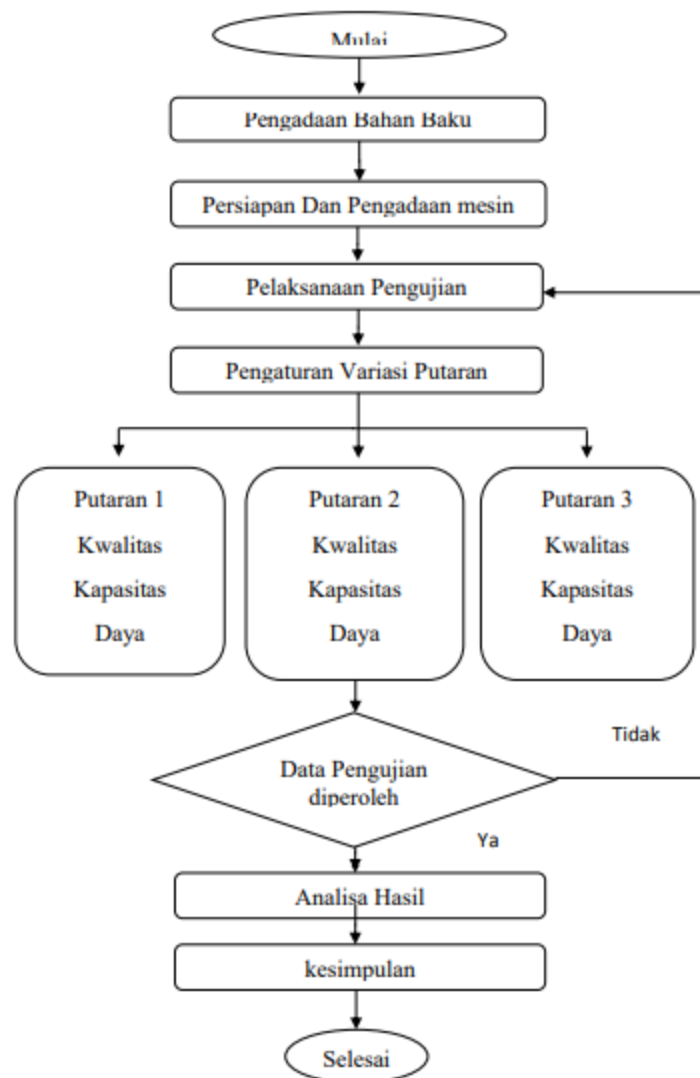 Mulai
Pengadaan Bahan Baku
Persiapan Dan Pengadaan mesin
Pelaksanaan Pengujian
Pengaturan Variasi Putaran
Putaran 1
Kwalitas
Kapasitas
Daya
Putaran 2
Kwalitas
Kapasitas
Daya
Putaran 3
Kwalitas
Kapasitas
Daya
Data Pengujian
diperoleh
Tidak
Ya
Analisa Hasil
kesimpulan
Selesai